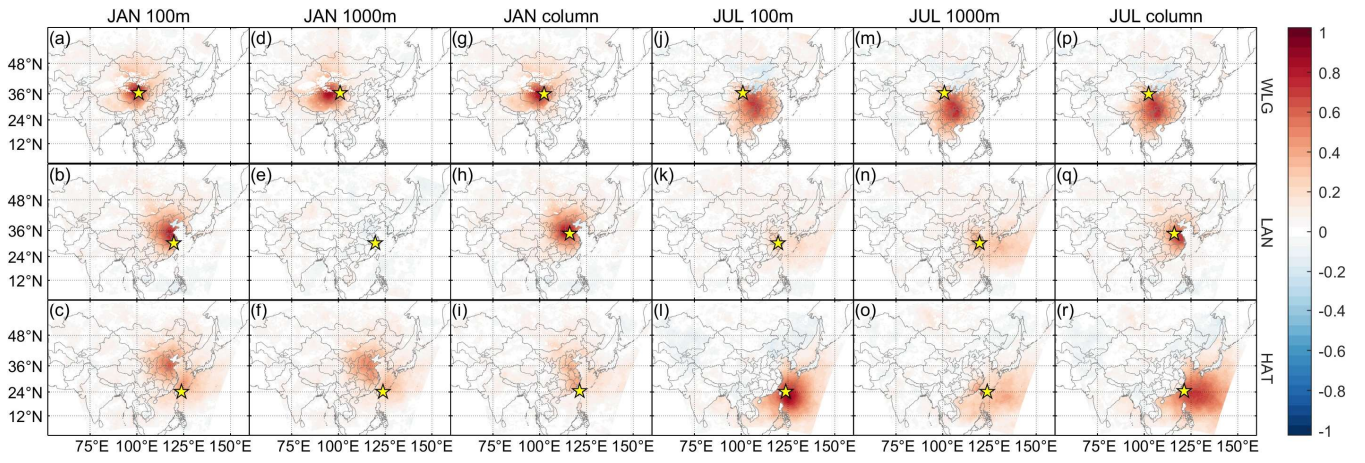 JAN 100m JAN 1000m JAN column JUL 100m JUL 1000m JUL column
(a) (d) (g) (j) (m) (p)
48°N
36°N
24°N
12°N
WLG
(b) (e) (h) (k) (n) (q)
48°N
36°N
24°N
12°N
LAN
(c) (f) (i) (l) (o) (r)
48°N
36°N
24°N
12°N
HAT
75°E 100°E 125°E 150°E 75°E 100°E 125°E 150°E 75°E 100°E 125°E 150°E 75°E 100°E 125°E 150°E 75°E 100°E 125°E 150°E 75°E 100°E 125°E 150°E
1
0.8
0.6
0.4
0.2
0
-0.2
-0.4
-0.6
-0.8
-1